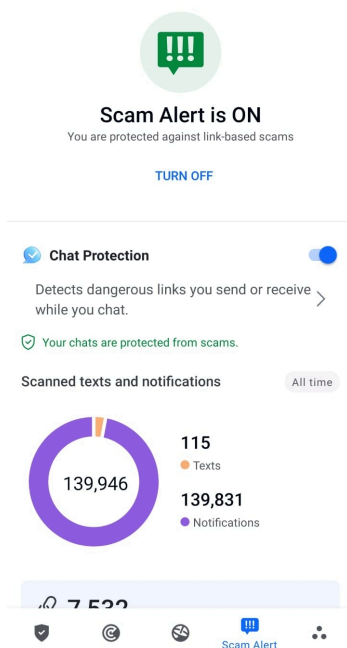 Scam Alert is ON
You are protected against link-based scams
TURN OFF
Chat Protection
Detects dangerous links you send or receive
while you chat.
Your chats are protected from scams.
Scanned texts and notifications
All time
139,946
115
Texts
139,831
Notifications
7,532
Scam Alert